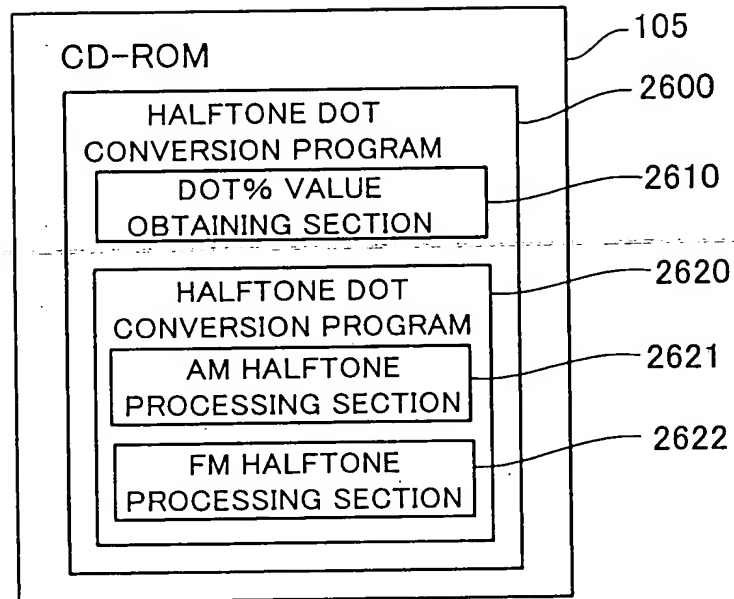 CD-ROM
105
HALFTONE DOT
CONVERSION PROGRAM
2600
DOT% VALUE
OBTAINING SECTION
2610
HALFTONE DOT
CONVERSION PROGRAM
2620
AM HALFTONE
PROCESSING SECTION
2621
FM HALFTONE
PROCESSING SECTION
2622